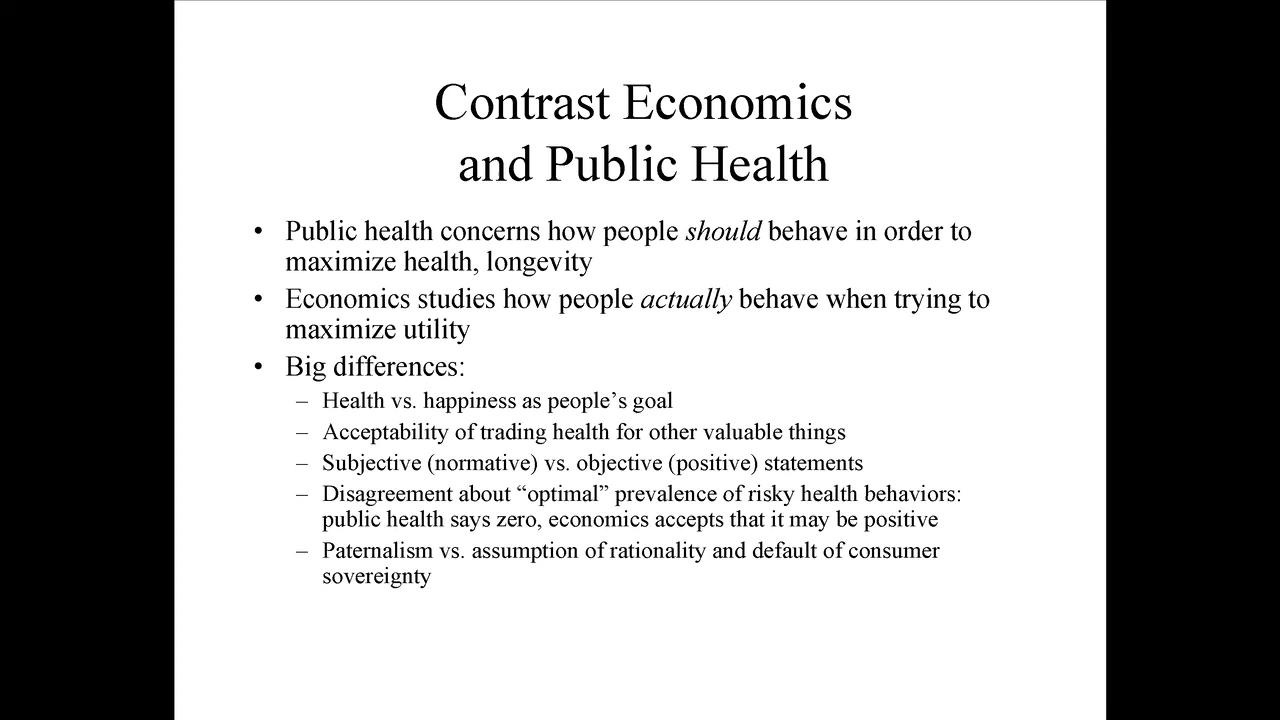 Contrast Economics
and Public Health
• Public health concerns how people should behave in order to
maximize health, longevity
• Economics studies how people actually behave when trying to
maximize utility
• Big differences:
– Health vs. happiness as people’s goal
– Acceptability of trading health for other valuable things
– Subjective (normative) vs. objective (positive) statements
– Disagreement about “optimal” prevalence of risky health behaviors:
public health says zero, economics accepts that it may be positive
– Paternalism vs. assumption of rationality and default of consumer
sovereignty